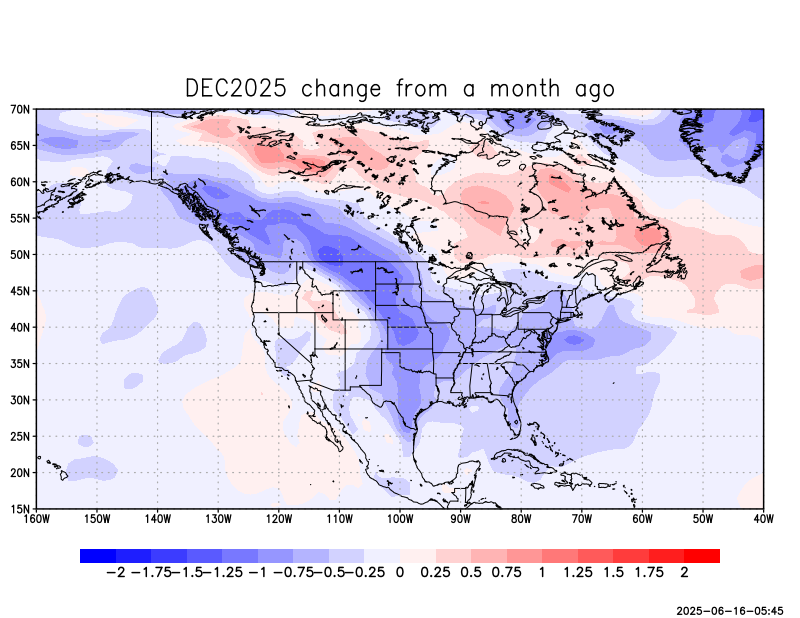 DEC2025 change from a month ago
70N
65N
60N
55N
50N
45N
40N
35N
30N
25N
20N
15N
160W 150W 140W 130W 120W 110W 100W 90W 80W 70W 60W 50W 40W
−2 −1.75 −1.5 −1.25 −1 −0.75 −0.5 −0.25 0 0.25 0.5 0.75 1 1.25 1.5 1.75 2
2025-06-16-05:45